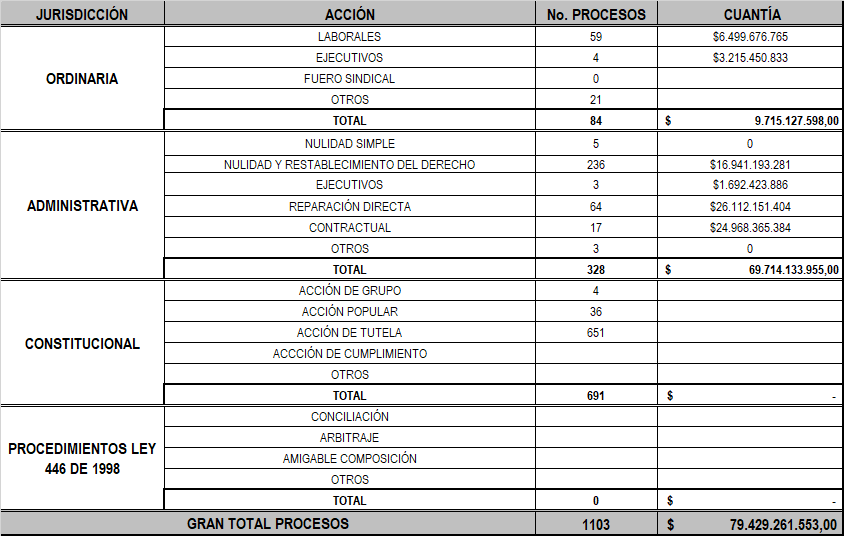 JURISDICCIÓN ACCIÓN No. PROCESOS CUANTÍA
ORDINARIA
LABORALES 59 $6.499.676.765
EJECUTIVOS 4 $3.215.450.833
FUERO SINDICAL 0
OTROS 21
TOTAL 84 $ 9.715.127.598,00
ADMINISTRATIVA
NULIDAD SIMPLE 5 0
NULIDAD Y RESTABLECIMIENTO DEL DERECHO 236 $16.941.193.281
EJECUTIVOS 3 $1.692.423.886
REPARACIÓN DIRECTA 64 $26.112.151.404
CONTRACTUAL 17 $24.968.365.384
OTROS 3 0
TOTAL 328 $ 69.714.133.955,00
CONSTITUCIONAL
ACCIÓN DE GRUPO 4
ACCIÓN POPULAR 36
ACCIÓN DE TUTELA 651
ACCCIÓN DE CUMPLIMIENTO
OTROS
TOTAL 691 $ -
PROCEDIMIENTOS LEY
446 DE 1998
CONCILIACIÓN
ARBITRAJE
AMIGABLE COMPOSICIÓN
OTROS
TOTAL 0 $ -
GRAN TOTAL PROCESOS 1103 $ 79.429.261.553,00